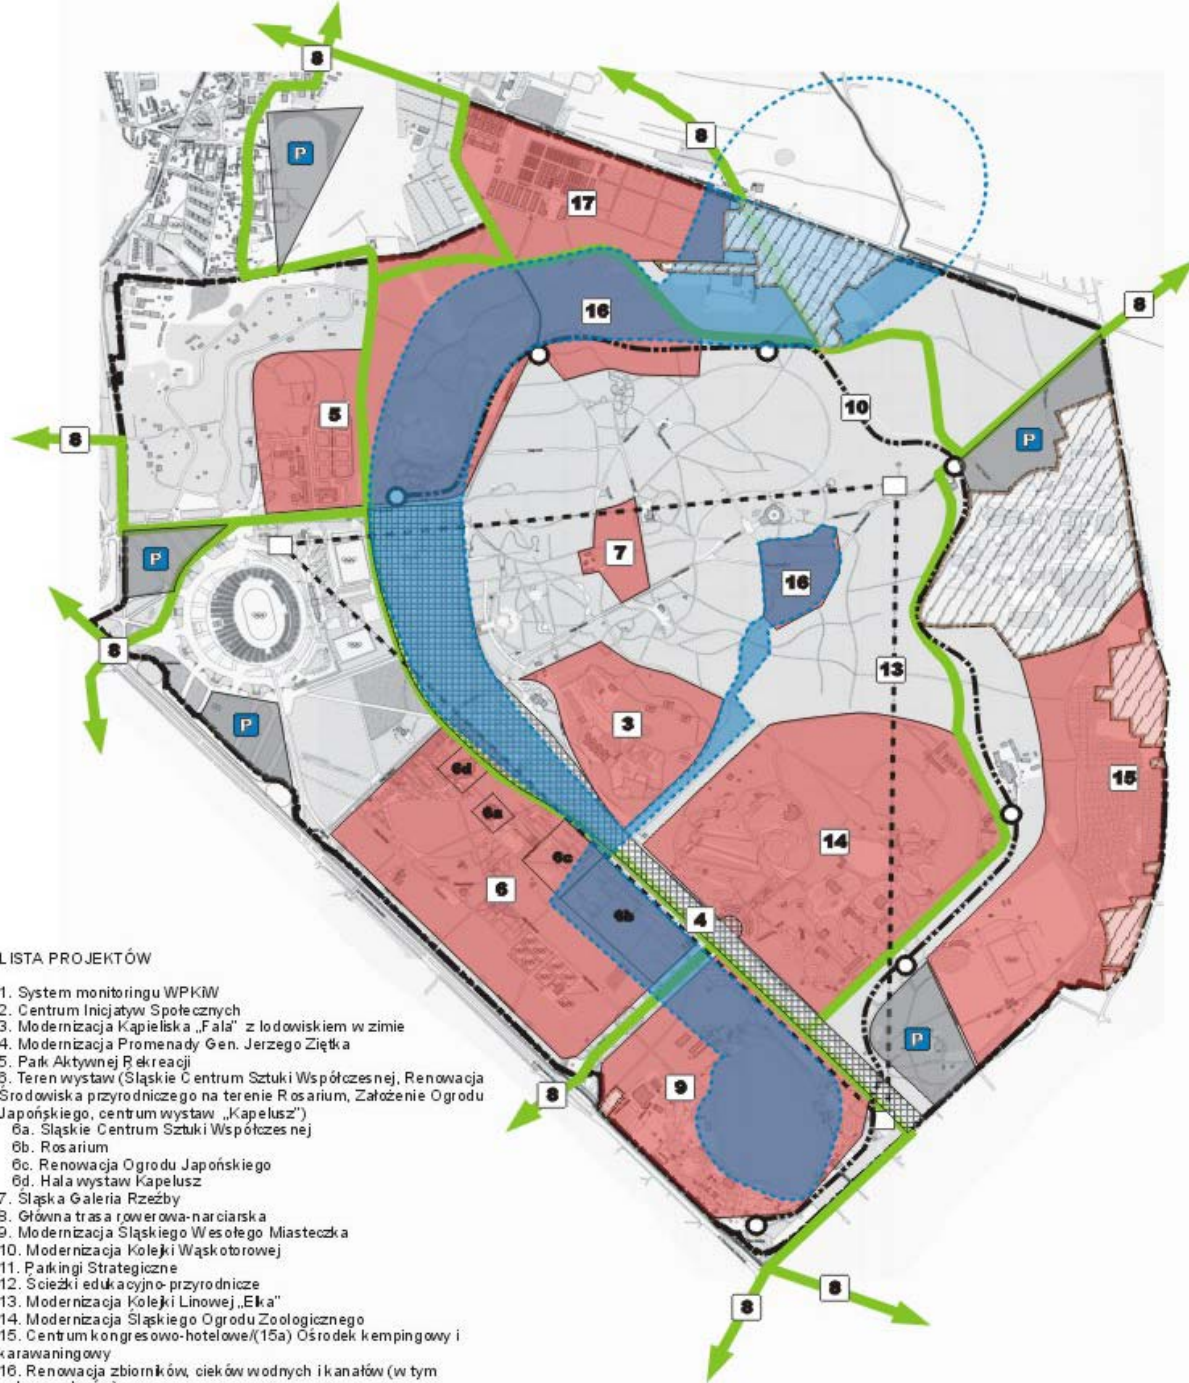 8
8
P
17
16
8
10
5
8
P
P
7
16
8
13
P
3
6d
15
6a
14
6c
6
6b
4
LISTA PROJEKTÓW
1. System monitoringu WPKiW
2. Centrum Inicjatyw Społecznych
3. Modernizacja Kąpieliska „Fala" z lodowiskiem w zimie
4. Modernizacja Promenady Gen. Jerzego Ziętka
5. Park Aktywnej Rekreacji
6. Teren wystaw (Śląskie Centrum Sztuki Współczesnej, Renowacja
Środowiska przyrodniczego na terenie Rosarium, Założenie Ogrodu
Japońskiego, centrum wystaw „Kapelusz")
6a. Śląskie Centrum Sztuki Współczesnej
6b. Rosarium
6c. Renowacja Ogrodu Japońskiego
6d. Hala wystaw Kapelusz
7. Śląska Galeria Rzeźby
8. Główna trasa rowerowa-narciarska
9. Modernizacja Śląskiego Wesołego Miasteczka
10. Modernizacja Kolejki Wąskotorowej
11. Parkingi Strategiczne
12. Ścieżki edukacyjno-przyrodnicze
13. Modernizacja Kolejki Linowej „Elka"
14. Modernizacja Śląskiego Ogrodu Zoologicznego
15. Centrum kongresowo-hotelowe/(15a) Ośrodek kempingowy i
karawaningowy
16. Renowacja zbiorników, cieków wodnych i kanałów (w tym
P
9
8
8
8